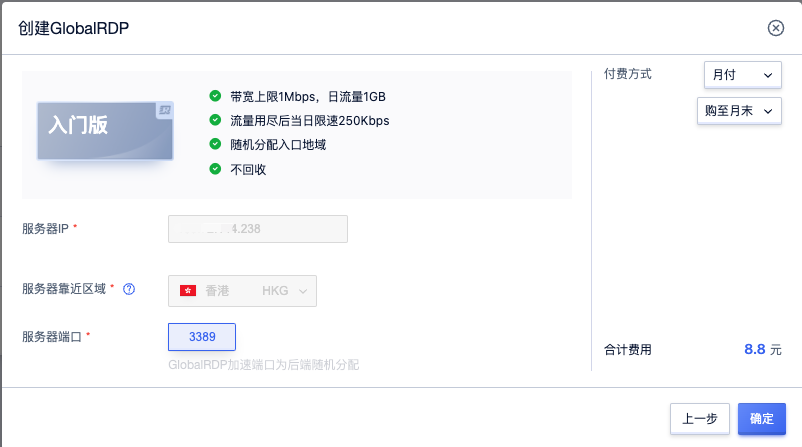 创建GlobalRDP
入门版
带宽上限1Mbps，日流量1GB
流量用尽后当日限速250Kbps
随机分配入口地域
不回收
付费方式
月付
购至月末
服务器IP *
4.238
服务器靠近区域 * ?
香港 HKG
服务器端口 *
3389
GlobalRDP加速端口为后端随机分配
合计费用 8.8 元
上一步 确定